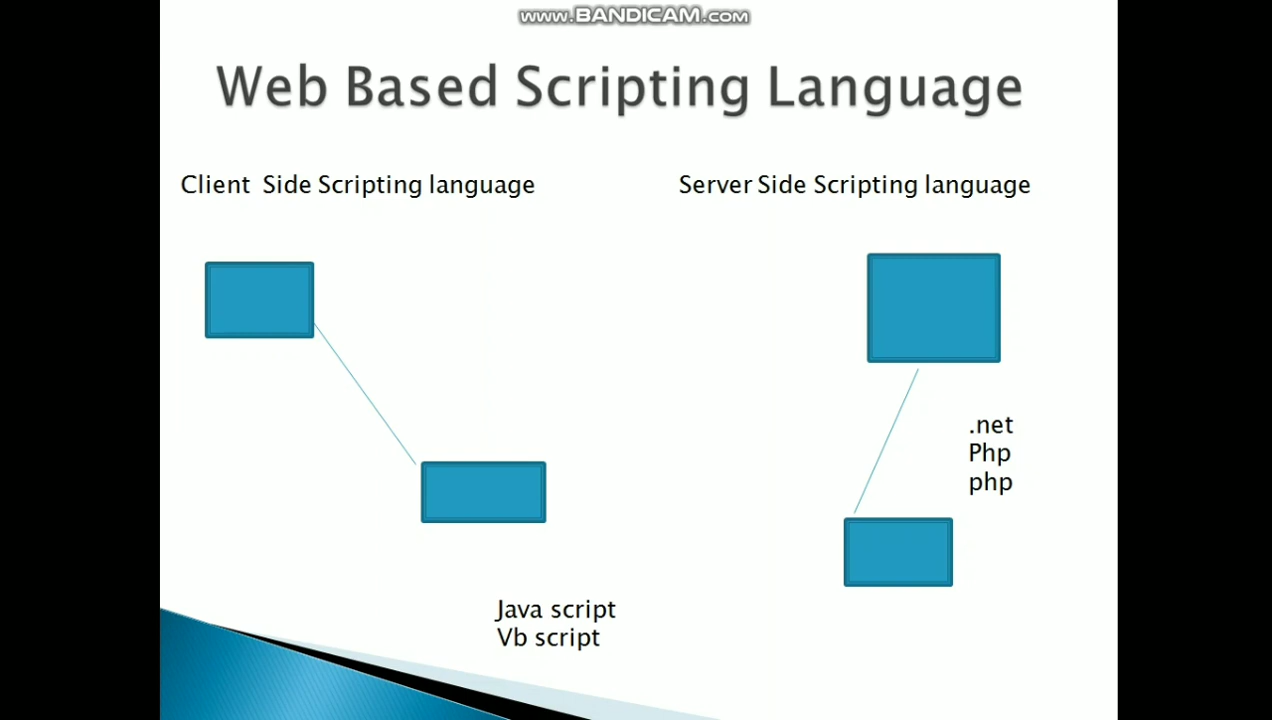 www.BANDICAM.com
Web Based Scripting Language
Client Side Scripting language
Server Side Scripting language
.net
Php
php
Java script
Vb script